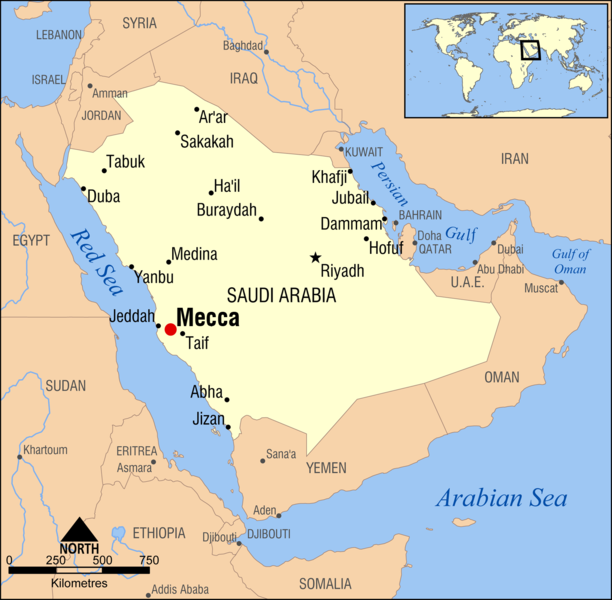 SYRIA
LEBANON
Baghdad
IRAQ
ISRAEL
Amman
JORDAN
Ar'ar
Sakakah
KUWAIT
IRAN
Tabuk
Khafji
Persian
Gulf
Duba
Ha'il
Jubail
Buraydah
Dammam
BAHRAIN
EGYPT
Doha
QATAR
Hofuf
Dubai
Gulf of
Oman
Red Sea
Medina
Riyadh
Abu Dhabi
Yanbu
U.A.E.
Muscat
SAUDI ARABIA
Jeddah
Mecca
Taif
OMAN
SUDAN
Abha
Jizan
Khartoum
ERITREA
Asmara
Sana'a
YEMEN
Arabian Sea
Aden
ETHIOPIA
Djibouti
DJIBOUTI
NORTH
0 250 500 750
Kilometres
Addis Ababa
SOMALIA